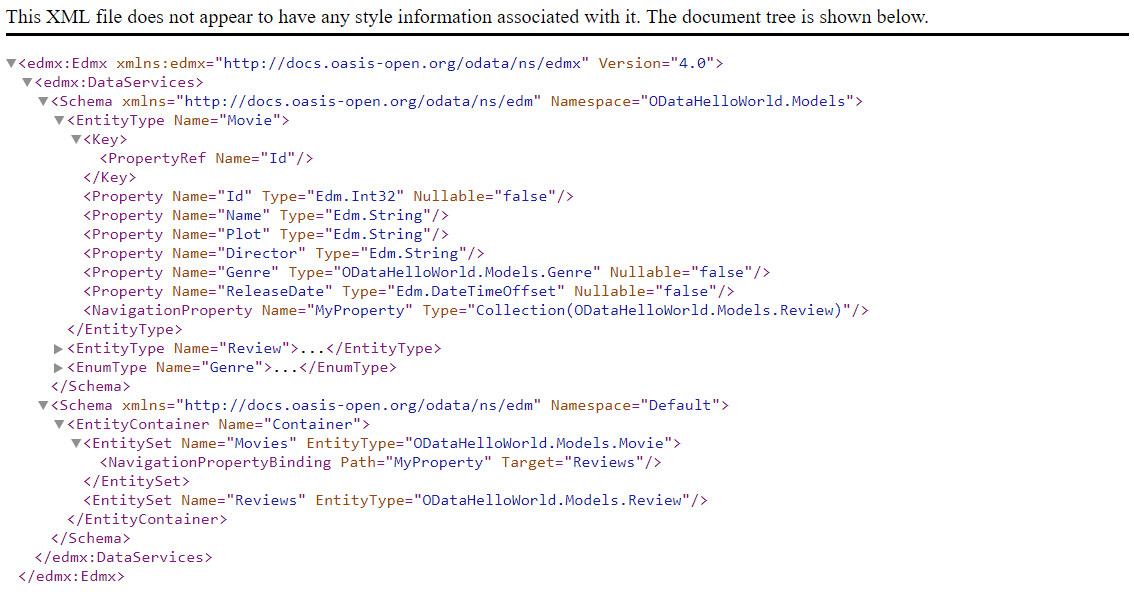 This XML file does not appear to have any style information associated with it. The document tree is shown below.
▼<edmx:Edmx xmlns:edmx="http://docs.oasis-open.org/odata/ns/edmx" Version="4.0">
▼<edmx:DataServices>
▼<Schema xmlns="http://docs.oasis-open.org/odata/ns/edm" Namespace="ODataHelloWorld.Models">
▼<EntityType Name="Movie">
▼<Key>
<PropertyRef Name="Id"/>
</Key>
<Property Name="Id" Type="Edm.Int32" Nullable="false"/>
<Property Name="Name" Type="Edm.String"/>
<Property Name="Plot" Type="Edm.String"/>
<Property Name="Director" Type="Edm.String"/>
<Property Name="Genre" Type="ODataHelloWorld.Models.Genre" Nullable="false"/>
<Property Name="ReleaseDate" Type="Edm.DateTimeOffset" Nullable="false"/>
<NavigationProperty Name="MyProperty" Type="Collection(ODataHelloWorld.Models.Review)"/>
</EntityType>
▶<EntityType Name="Review">...</EntityType>
▶<EnumType Name="Genre">...</EnumType>
</Schema>
▼<Schema xmlns="http://docs.oasis-open.org/odata/ns/edm" Namespace="Default">
▼<EntityContainer Name="Container">
▼<EntitySet Name="Movies" EntityType="ODataHelloWorld.Models.Movie">
<NavigationPropertyBinding Path="MyProperty" Target="Reviews"/>
</EntitySet>
<EntitySet Name="Reviews" EntityType="ODataHelloWorld.Models.Review"/>
</EntityContainer>
</Schema>
</edmx:DataServices>
</edmx:Edmx>